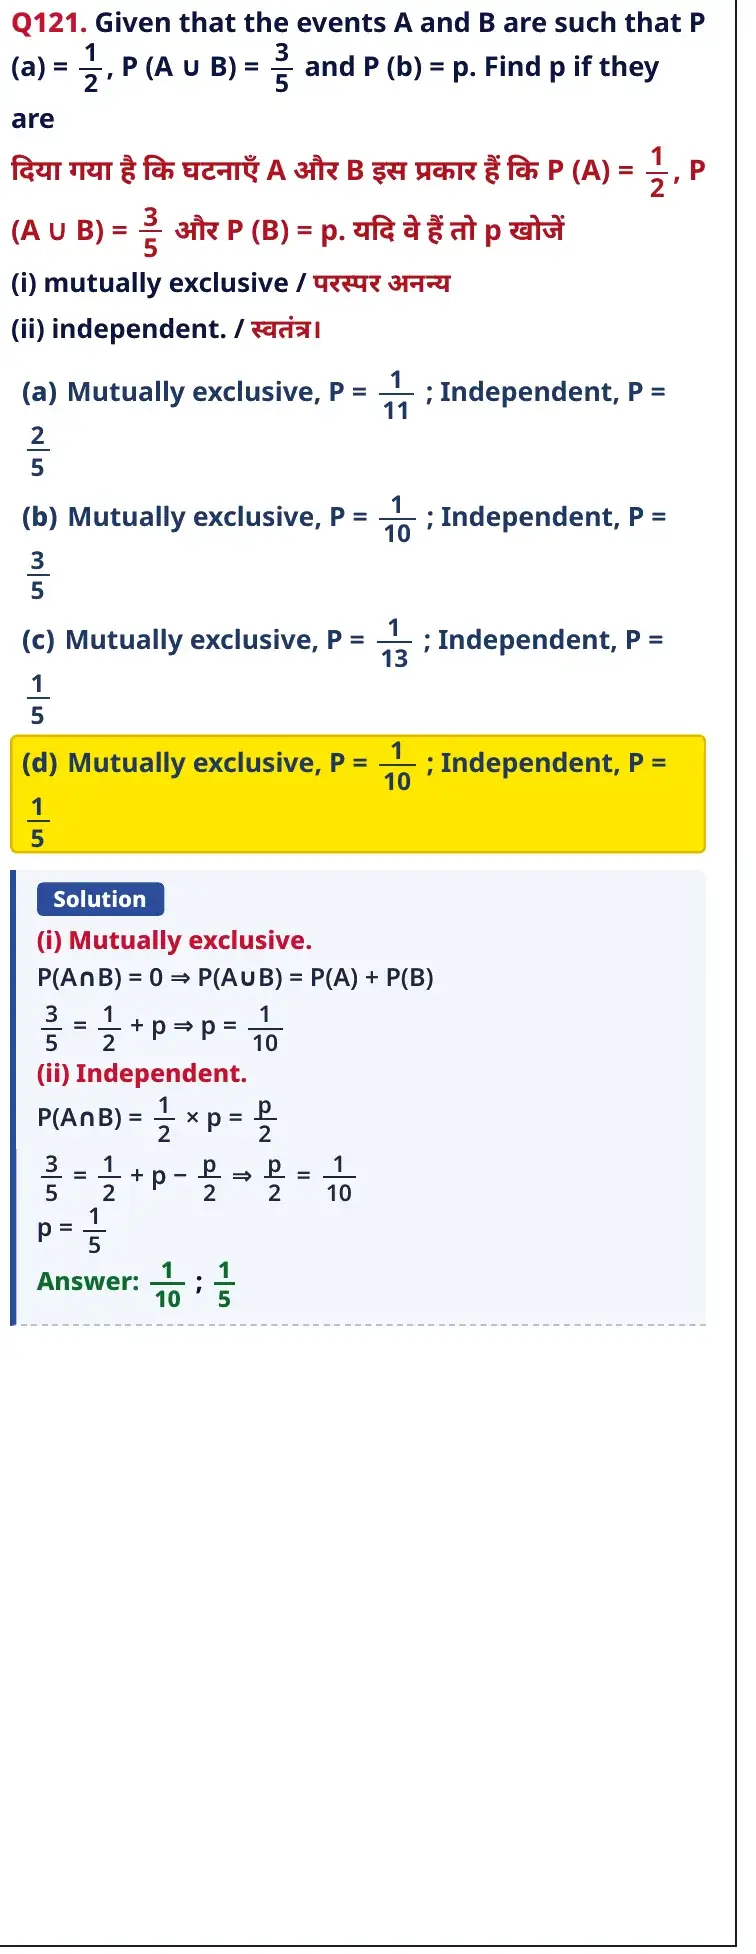 Q121. Given that the events A and B are such that P
(a) = 1/2, P (A ∪ B) = 3/5 and P (b) = p. Find p if they
are
दिया गया है कि घटनाएँ A और B इस प्रकार हैं कि P (A) = 1/2, P
(A ∪ B) = 3/5 और P (B) = p. यदि वे हैं तो p खोजें
(i) mutually exclusive / परस्पर अनन्य
(ii) independent. / स्वतंत्र।
(a) Mutually exclusive, P = 1/11 ; Independent, P =
2/5
(b) Mutually exclusive, P = 1/10 ; Independent, P =
3/5
(c) Mutually exclusive, P = 1/13 ; Independent, P =
1/5
(d) Mutually exclusive, P = 1/10 ; Independent, P =
1/5
Solution
(i) Mutually exclusive.
P(A∩B) = 0 ⇒ P(A∪B) = P(A) + P(B)
3/5 = 1/2 + p ⇒ p = 1/10
(ii) Independent.
P(A∩B) = 1/2 × p = p/2
3/5 = 1/2 + p − p/2 ⇒ p/2 = 1/10
p = 1/5
Answer: 1/10 ; 1/5